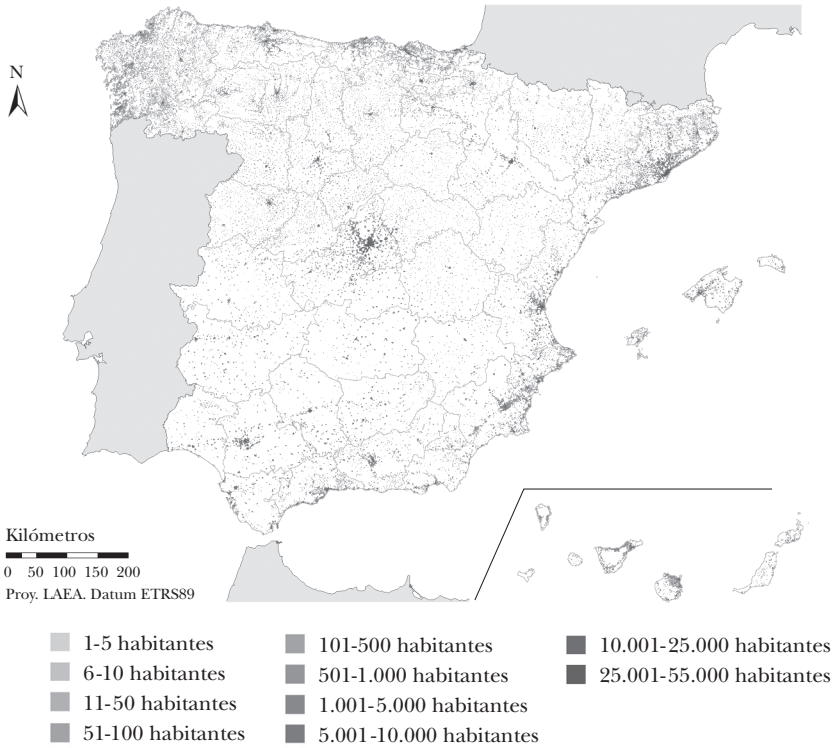 N
Kilómetros
0 50 100 150 200
Proy. LAEA. Datum ETRS89
1-5 habitantes
6-10 habitantes
11-50 habitantes
51-100 habitantes
101-500 habitantes
501-1.000 habitantes
1.001-5.000 habitantes
5.001-10.000 habitantes
10.001-25.000 habitantes
25.001-55.000 habitantes